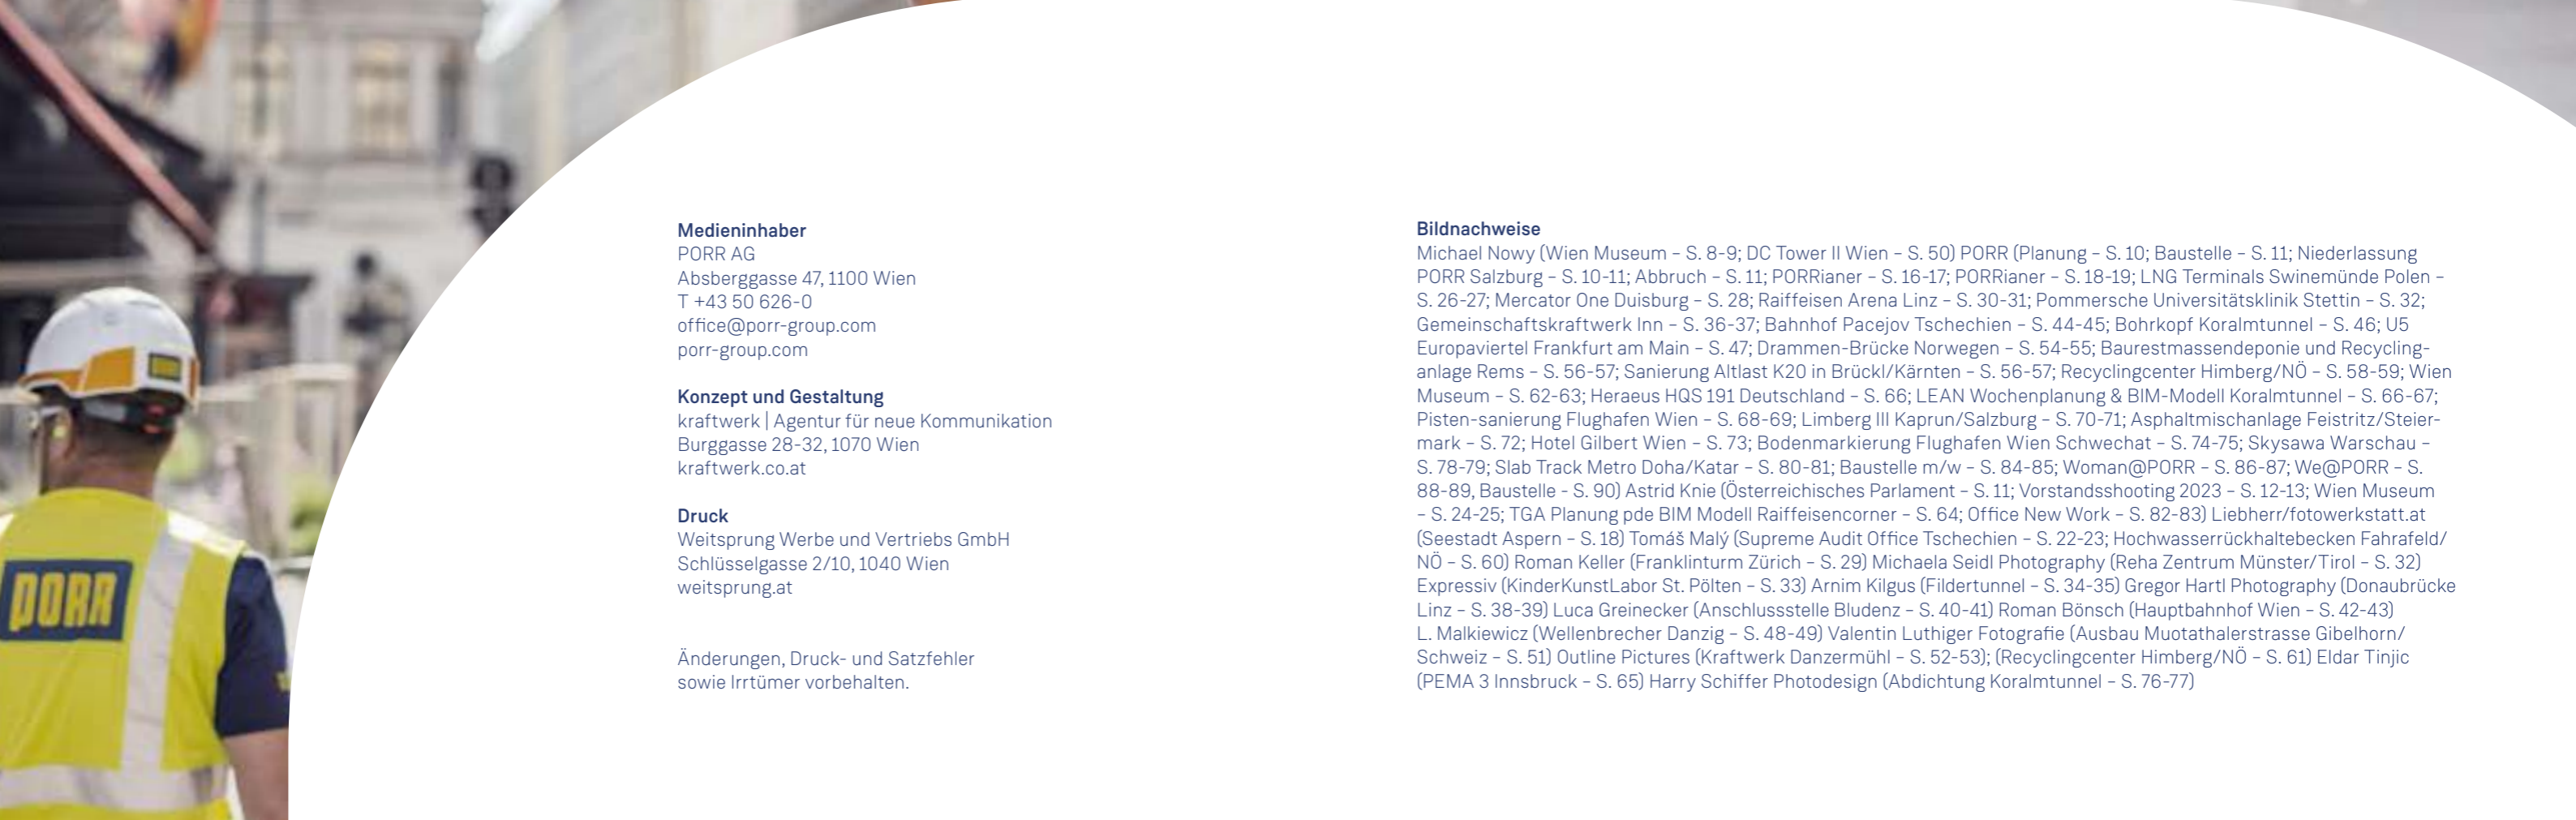 PORR
Medieninhaber
PORR AG
Absberggasse 47, 1100 Wien
T +43 50 626-0
office@porr-group.com
porr-group.com
Konzept und Gestaltung
kraftwerk | Agentur für neue Kommunikation
Burggasse 28-32, 1070 Wien
kraftwerk.co.at
Druck
Weitsprung Werbe und Vertriebs GmbH
Schlüsselgasse 2/10, 1040 Wien
weitsprung.at
Änderungen, Druck- und Satzfehler
sowie Irrtümer vorbehalten.
Bildnachweise
Michael Nowy (Wien Museum – S. 8-9; DC Tower II Wien – S. 50) PORR (Planung – S. 10; Baustelle – S. 11; Niederlassung
PORR Salzburg – S. 10-11; Abbruch – S. 11; PORRianer – S. 16-17; PORRianer – S. 18-19; LNG Terminals Swinemünde Polen –
S. 26-27; Mercator One Duisburg – S. 28; Raiffeisen Arena Linz – S. 30-31; Pommersche Universitätsklinik Stettin – S. 32;
Gemeinschaftskraftwerk Inn – S. 36-37; Bahnhof Pacejov Tschechien – S. 44-45; Bohrkopf Koralmtunnel – S. 46; U5
Europaviertel Frankfurt am Main – S. 47; Drammen-Brücke Norwegen – S. 54-55; Baurestmassendeponie und Recycling-
anlage Rems – S. 56-57; Sanierung Altlast K20 in Brückl/Kärnten – S. 56-57; Recyclingcenter Himberg/NÖ – S. 58-59; Wien
Museum – S. 62-63; Heraeus HQS 191 Deutschland – S. 66; LEAN Wochenplanung & BIM-Modell Koralmtunnel – S. 66-67;
Pisten-sanierung Flughafen Wien – S. 68-69; Limberg III Kaprun/Salzburg – S. 70-71; Asphaltmischanlage Feistritz/Steier-
mark – S. 72; Hotel Gilbert Wien – S. 73; Bodenmarkierung Flughafen Wien Schwechat – S. 74-75; Skysawa Warschau –
S. 78-79; Slab Track Metro Doha/Katar – S. 80-81; Baustelle m/w – S. 84-85; Woman@PORR – S. 86-87; We@PORR – S.
88-89, Baustelle - S. 90) Astrid Knie (Österreichisches Parlament – S. 11; Vorstandsshooting 2023 – S. 12-13; Wien Museum
– S. 24-25; TGA Planung pde BIM Modell Raiffeisencorner – S. 64; Office New Work – S. 82-83) Liebherr/fotowerkstatt.at
(Seestadt Aspern – S. 18) Tomáš Malý (Supreme Audit Office Tschechien – S. 22-23; Hochwasserrückhaltebecken Fahrafeld/
NÖ – S. 60) Roman Keller (Franklinturm Zürich – S. 29) Michaela Seidl Photography (Reha Zentrum Münster/Tirol – S. 32)
Expressiv (KinderKunstLabor St. Pölten – S. 33) Arnim Kilgus (Fildertunnel – S. 34-35) Gregor Hartl Photography (Donaubrücke
Linz – S. 38-39) Luca Greinecker (Anschlussstelle Bludenz – S. 40-41) Roman Bönsch (Hauptbahnhof Wien – S. 42-43)
L. Malkiewicz (Wellenbrecher Danzig – S. 48-49) Valentin Luthiger Fotografie (Ausbau Muotathalerstrasse Gibelhorn/
Schweiz – S. 51) Outline Pictures (Kraftwerk Danzermühl – S. 52-53); (Recyclingcenter Himberg/NÖ – S. 61) Eldar Tinjic
(PEMA 3 Innsbruck – S. 65) Harry Schiffer Photodesign (Abdichtung Koralmtunnel – S. 76-77)